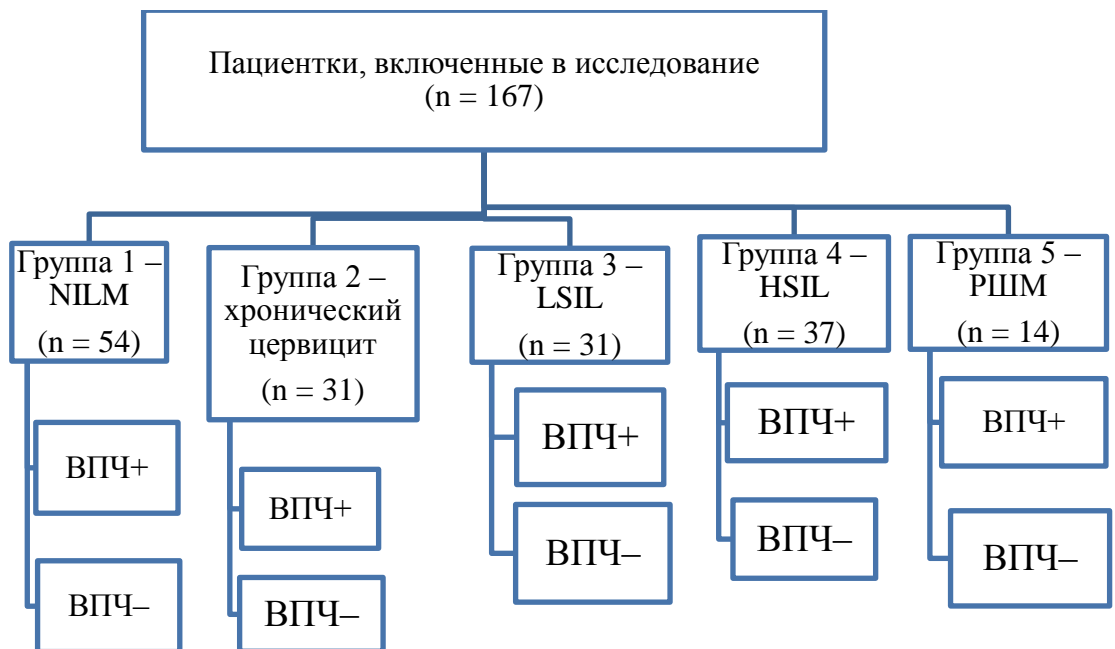 Пациентки, включенные в исследование
(n = 167)
Группа 1 –
NILM
(n = 54)
ВПЧ+
ВПЧ–
Группа 2 –
хронический
цервицит
(n = 31)
ВПЧ+
ВПЧ–
Группа 3 –
LSIL
(n = 31)
ВПЧ+
ВПЧ–
Группа 4 –
HSIL
(n = 37)
ВПЧ+
ВПЧ–
Группа 5 –
РШМ
(n = 14)
ВПЧ+
ВПЧ–